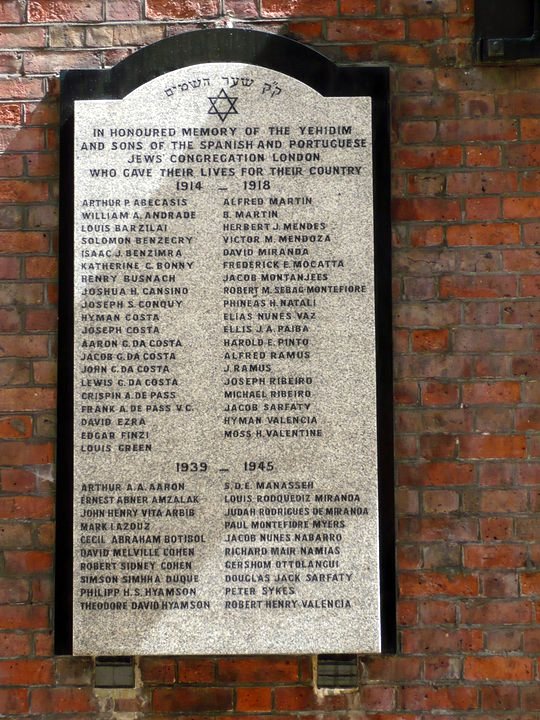 ק"ק שער השמים
IN HONOURED MEMORY OF THE YEHIDIM
AND SONS OF THE SPANISH AND PORTUGUESE
JEWS' CONGREGATION LONDON
WHO GAVE THEIR LIVES FOR THEIR COUNTRY
1914 - 1918
ARTHUR P. ABECASIS
WILLIAM A. ANDRADE
LOUIS BARZILAI
SOLOMON BENZECRY
ISAAC J. BENZIMRA
KATHERINE C. BONNY
HENRY BUSNACH
JOSHUA H. CANSINO
JOSEPH S. CONQUY
HYMAN COSTA
JOSEPH COSTA
AARON G. DA COSTA
JACOB G. DA COSTA
JOHN G. DA COSTA
LEWIS G. DA COSTA
CRISPIN A. DE PASS
FRANK A. DE PASS V.C.
DAVID EZRA
EDGAR FINZI
LOUIS GREEN
ALFRED MARTIN
B. MARTIN
HERBERT J. MENDES
VICTOR M. MENDOZA
DAVID MIRANDA
FREDERICK E. MOCATTA
JACOB MONTANJEES
ROBERT M. SEBAG MONTEFIORE
PHINEAS H. NATALI
ELIAS NUNES VAZ
ELLIS J. A. PAIBA
HAROLD E. PINTO
ALFRED RAMUS
J. RAMUS
JOSEPH RIBEIRO
MICHAEL RIBEIRO
JACOB SARFATY
HYMAN VALENCIA
MOSS H. VALENTINE
1939 - 1945
ARTHUR A. A. AARON
ERNEST ABNER AMZALAK
JOHN HENRY VITA ARBIB
MARK LAZOUZ
CECIL ABRAHAM BOTIBOL
DAVID MELVILLE COHEN
ROBERT SIDNEY COHEN
SIMSON SIMHHA DUQUE
PHILIPP H. S. HYAMSON
THEODORE DAVID HYAMSON
S. D. E. MANASSEH
LOUIS RODQUEDIZ MIRANDA
JUDAH RODRIGUES DE MIRANDA
PAUL MONTEFIORE MYERS
JACOB NUNES NABARRO
RICHARD MAIR NAMIAS
GERSHOM OTTOLANGUI
DOUGLAS JACK SARFATY
PETER SYKES
ROBERT HENRY VALENCIA